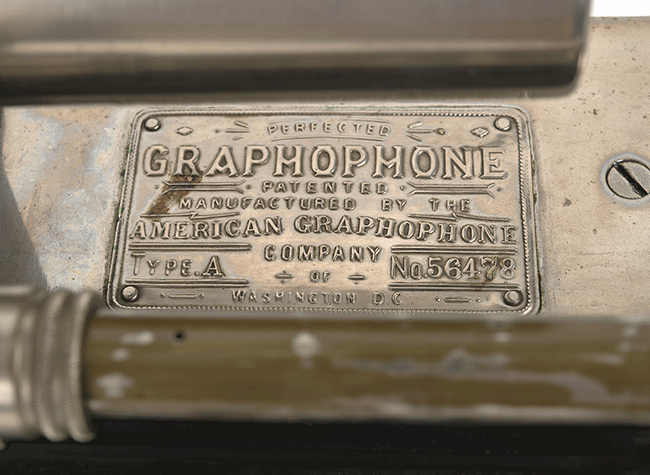 PERFECTED
GRAPHOPHONE
PATENTED
MANUFACTURED BY THE
AMERICAN GRAPHOPHONE
TYPE.A COMPANY No.56478
OF
WASHINGTON D.C.